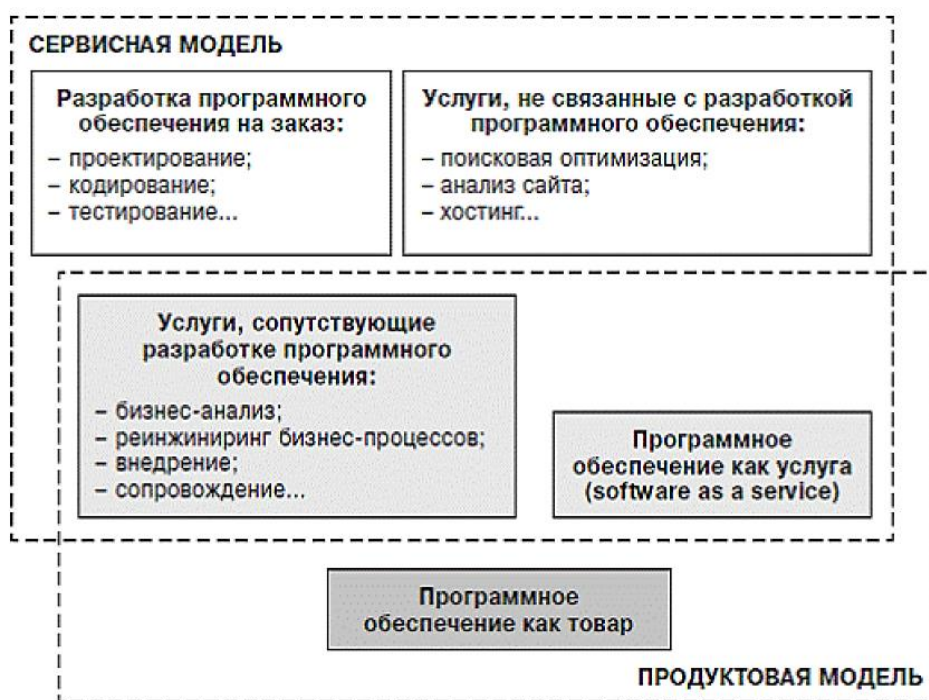 СЕРВИСНАЯ МОДЕЛЬ
Разработка программного
обеспечения на заказ:
– проектирование;
– кодирование;
– тестирование...
Услуги, не связанные с разработкой
программного обеспечения:
– поисковая оптимизация;
– анализ сайта;
– хостинг...
Услуги, сопутствующие
разработке программного
обеспечения:
– бизнес-анализ;
– реинжиниринг бизнес-процессов;
– внедрение;
– сопровождение...
Программное
обеспечение как услуга
(software as a service)
Программное
обеспечение как товар
ПРОДУКТОВАЯ МОДЕЛЬ